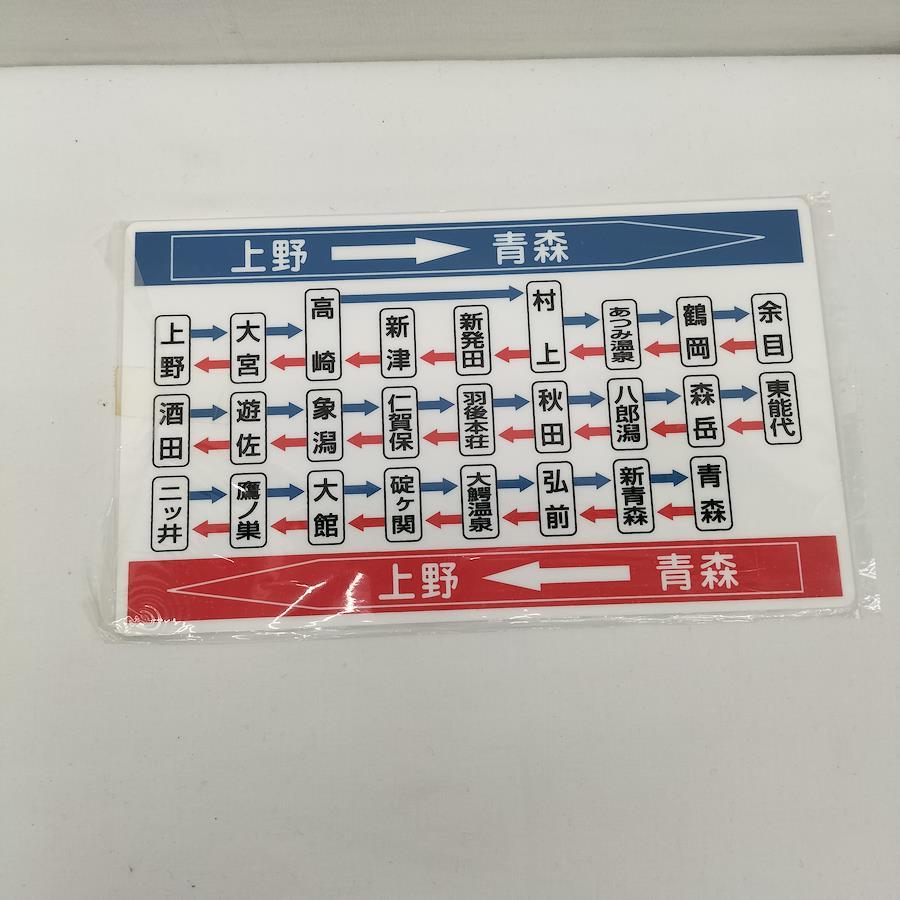 上野 → 青森
上野 大宮 高崎 新津 新発田 村上 あつみ温泉 鶴岡 余目
酒田 遊佐 象潟 仁賀保 羽後本荘 秋田 八郎潟 森岳 東能代
二ッ井 鷹ノ巣 大館 碇ヶ関 大鰐温泉 弘前 新青森 青森
上野 ← 青森